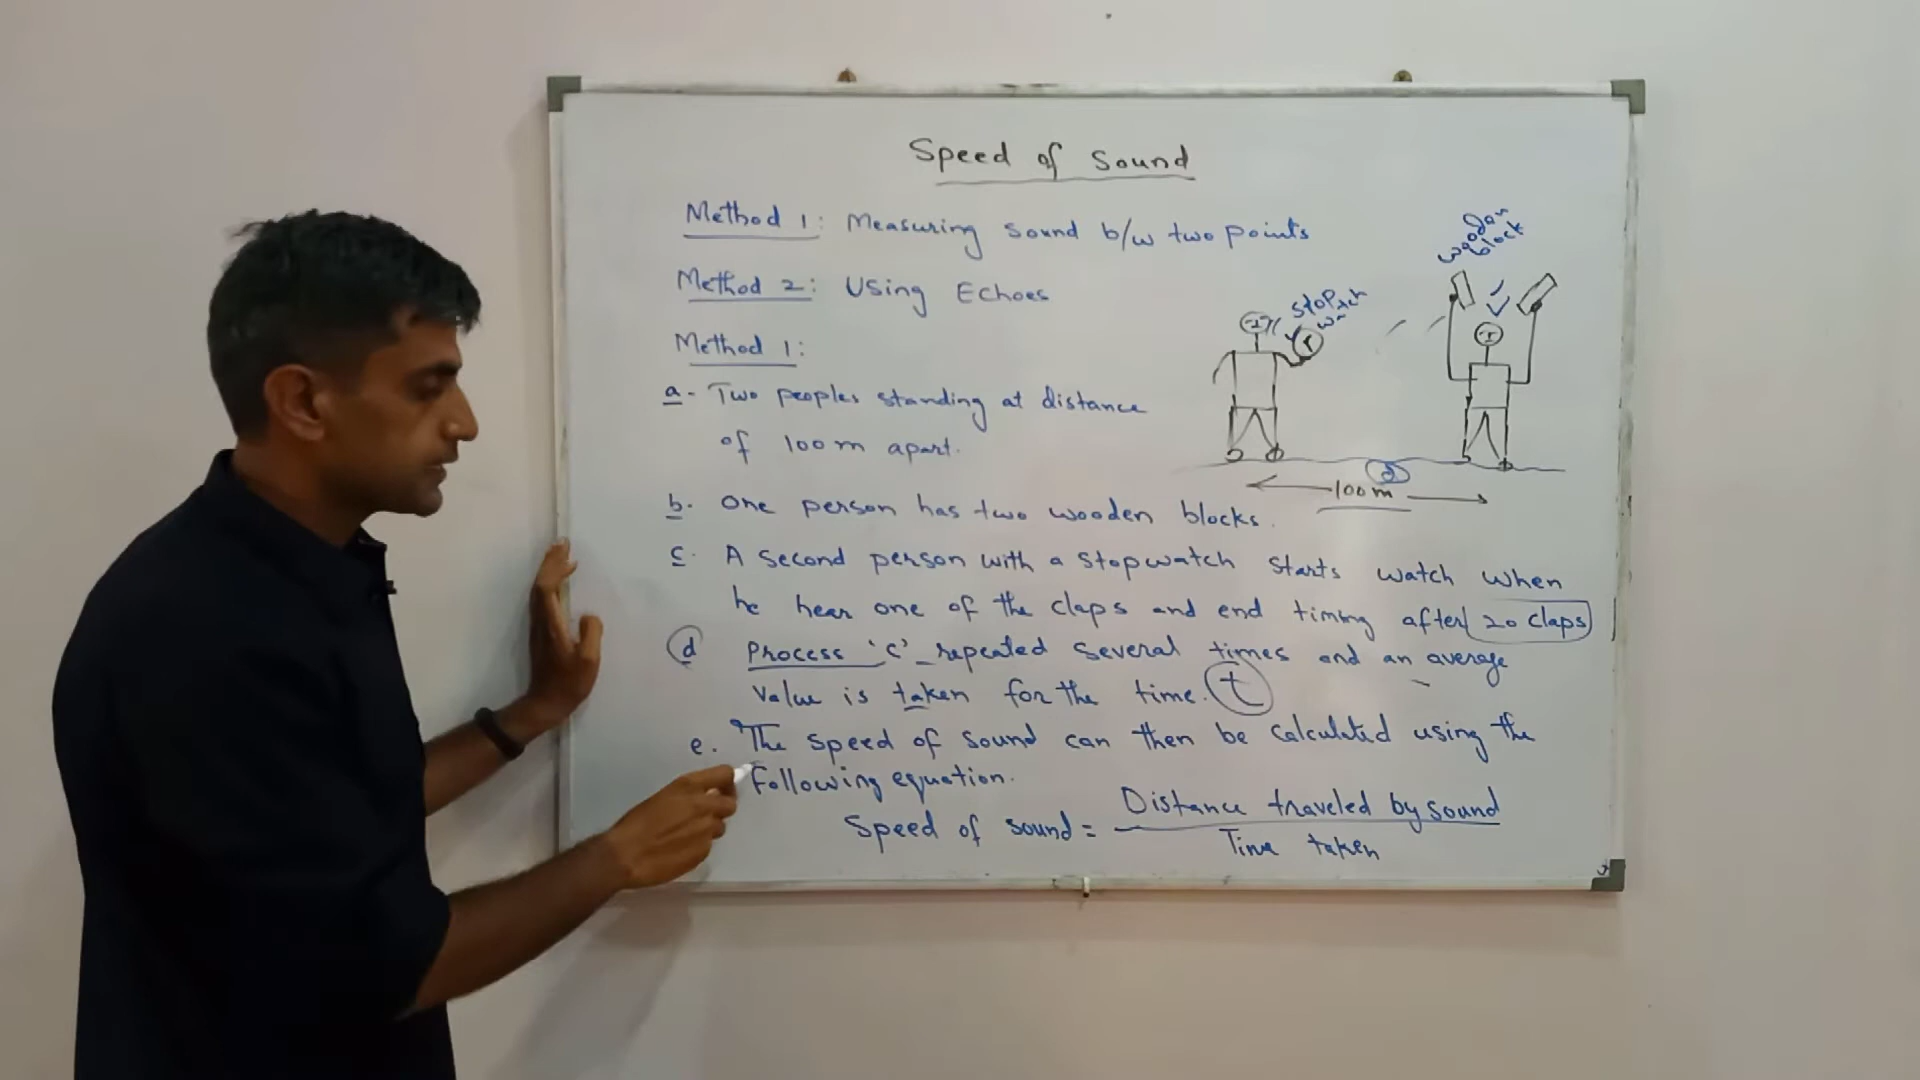 Speed of Sound
Method 1: Measuring Sound b/w two points
Method 2: Using Echoes
Method 1:
a. Two peoples standing at distance
of 100 m apart.
b. One person has two wooden blocks.
c. A second person with a stopwatch starts watch when
he hear one of the claps and end timing after 20 claps
d Process 'c' repeated several times and an average
value is taken for the time. t
e. The speed of sound can then be calculated using the
following equation.
Speed of sound = Distance traveled by sound
Time taken
stop
block
d
100m